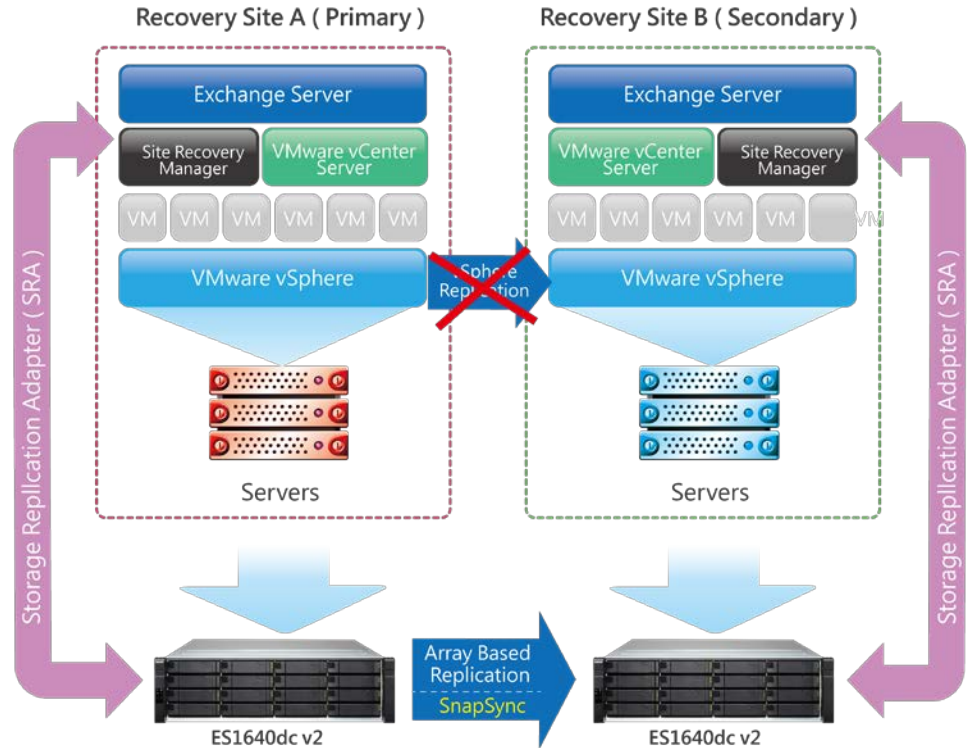 Recovery Site A ( Primary )
Recovery Site B ( Secondary )
Exchange Server
Site Recovery
Manager
VMware vCenter
Server
VM VM VM VM VM VM
VMware vSphere
Servers
vSphere
Replication
Exchange Server
VMware vCenter
Server
Site Recovery
Manager
VM VM VM VM VM VM
VMware vSphere
Servers
Storage Replication Adapter ( SRA )
Storage Replication Adapter ( SRA )
Array Based
Replication
SnapSync
ES1640dc v2
ES1640dc v2